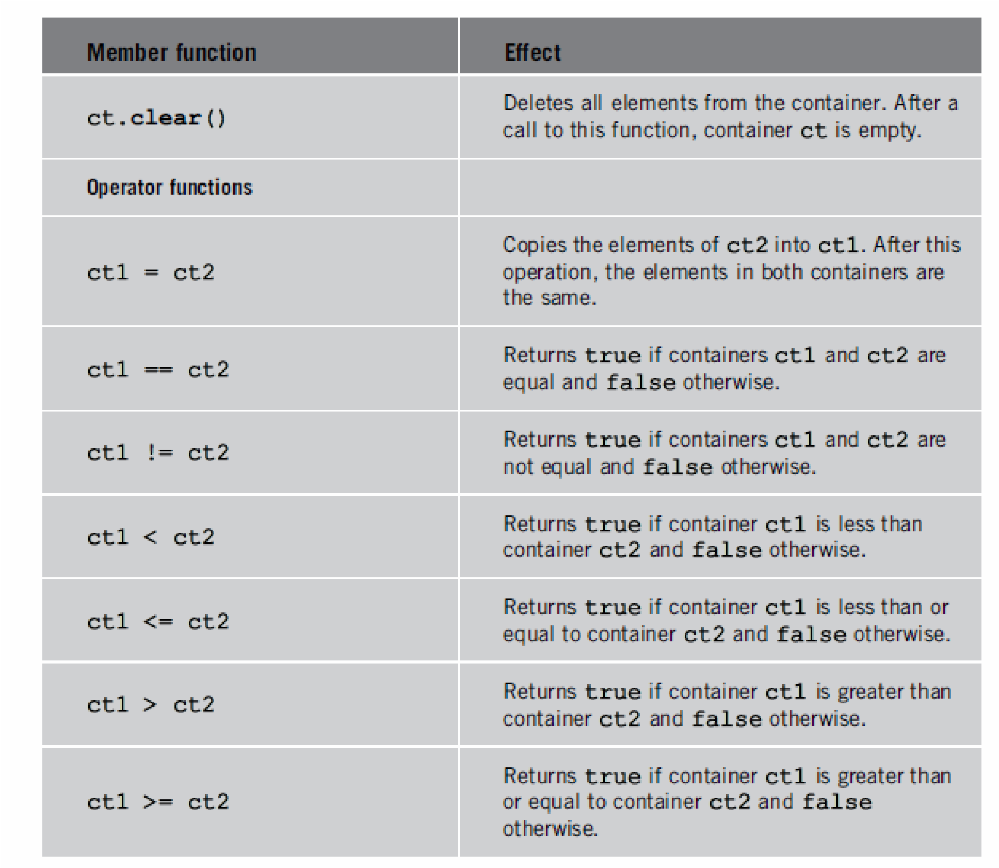 Member function
Effect
ct.clear()
Deletes all elements from the container. After a
call to this function, container ct is empty.
Operator functions
ct1 = ct2
Copies the elements of ct2 into ct1. After this
operation, the elements in both containers are
the same.
ct1 == ct2
Returns true if containers ct1 and ct2 are
equal and false otherwise.
ct1 != ct2
Returns true if containers ct1 and ct2 are
not equal and false otherwise.
ct1 < ct2
Returns true if container ct1 is less than
container ct2 and false otherwise.
ct1 <= ct2
Returns true if container ct1 is less than or
equal to container ct2 and false otherwise.
ct1 > ct2
Returns true if container ct1 is greater than
container ct2 and false otherwise.
ct1 >= ct2
Returns true if container ct1 is greater than
or equal to container ct2 and false
otherwise.